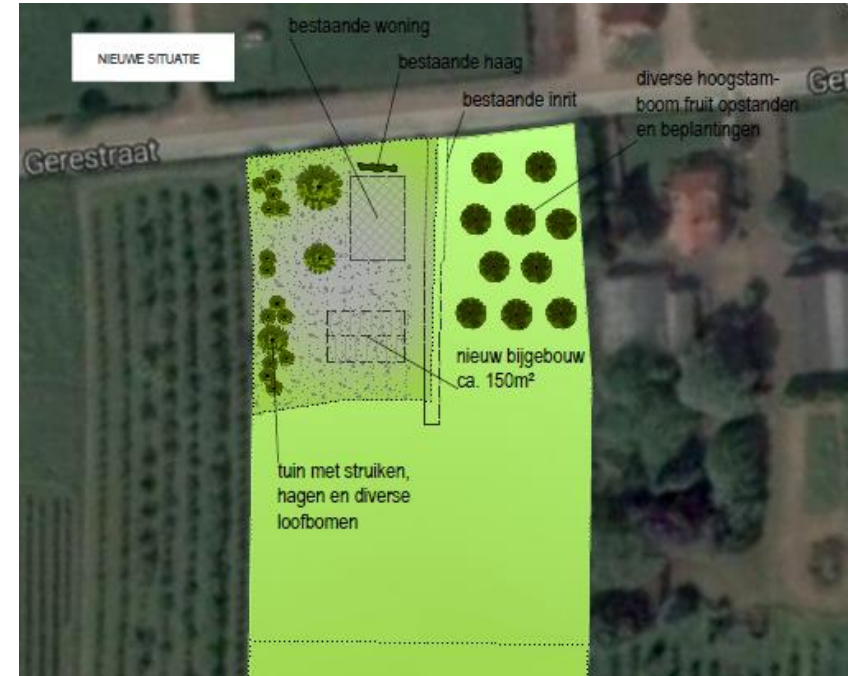 NIEUWE SITUATIE
bestaande woning
bestaande haag
bestaande inrit
diverse hoogstam-
boom fruit opstanden
en beplantingen
Gerestraat
Ger
nieuw bijgebouw
ca. 150m²
tuin met struiken,
hagen en diverse
loofbomen